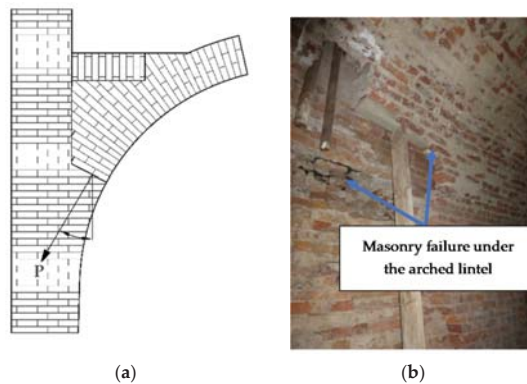 P
Masonry failure under
the arched lintel
(a)
(b)